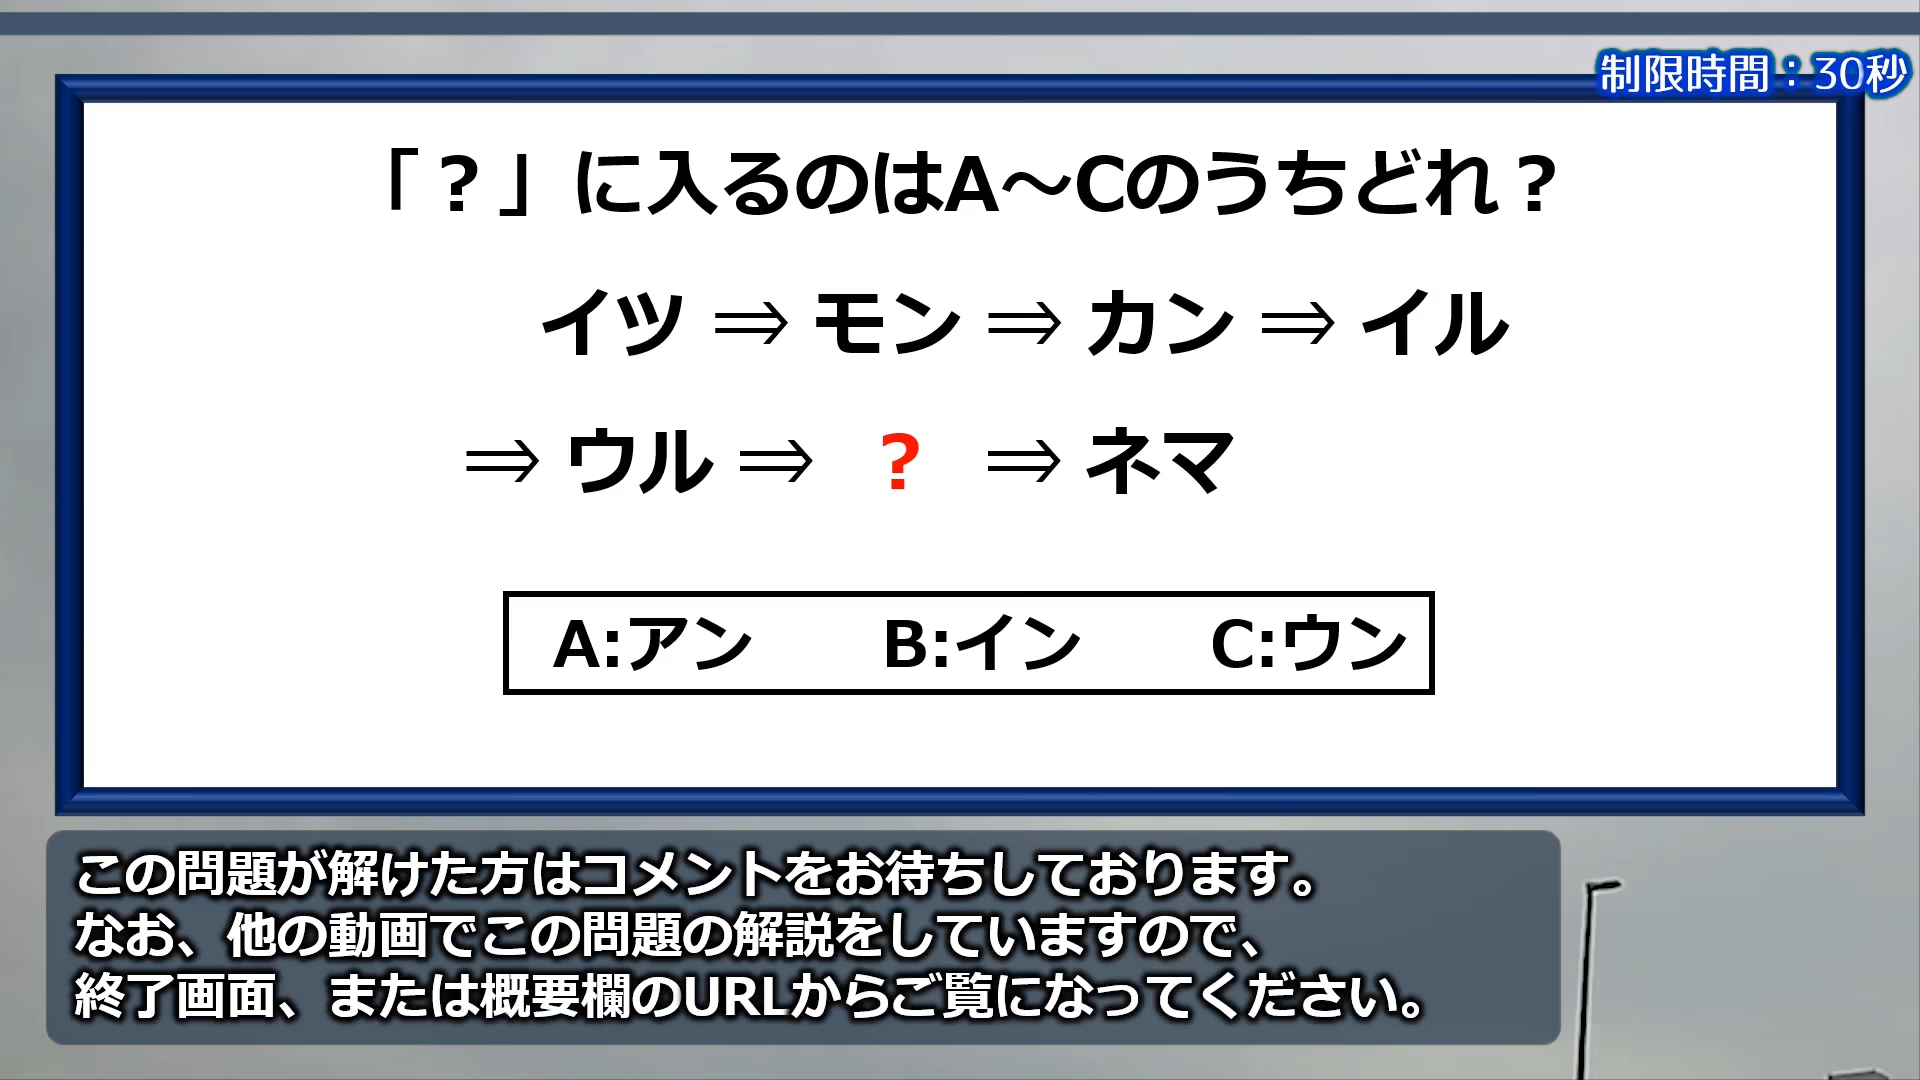 制限時間：30秒
「？」に入るのはA～Cのうちどれ？
イツ ⇒ モン ⇒ カン ⇒ イル
⇒ ウル ⇒ ？ ⇒ ネマ
A:アン B:イン C:ウン
この問題が解けた方はコメントをお待ちしております。
なお、他の動画でこの問題の解説をしていますので、
終了画面、または概要欄のURLからご覧になってください。